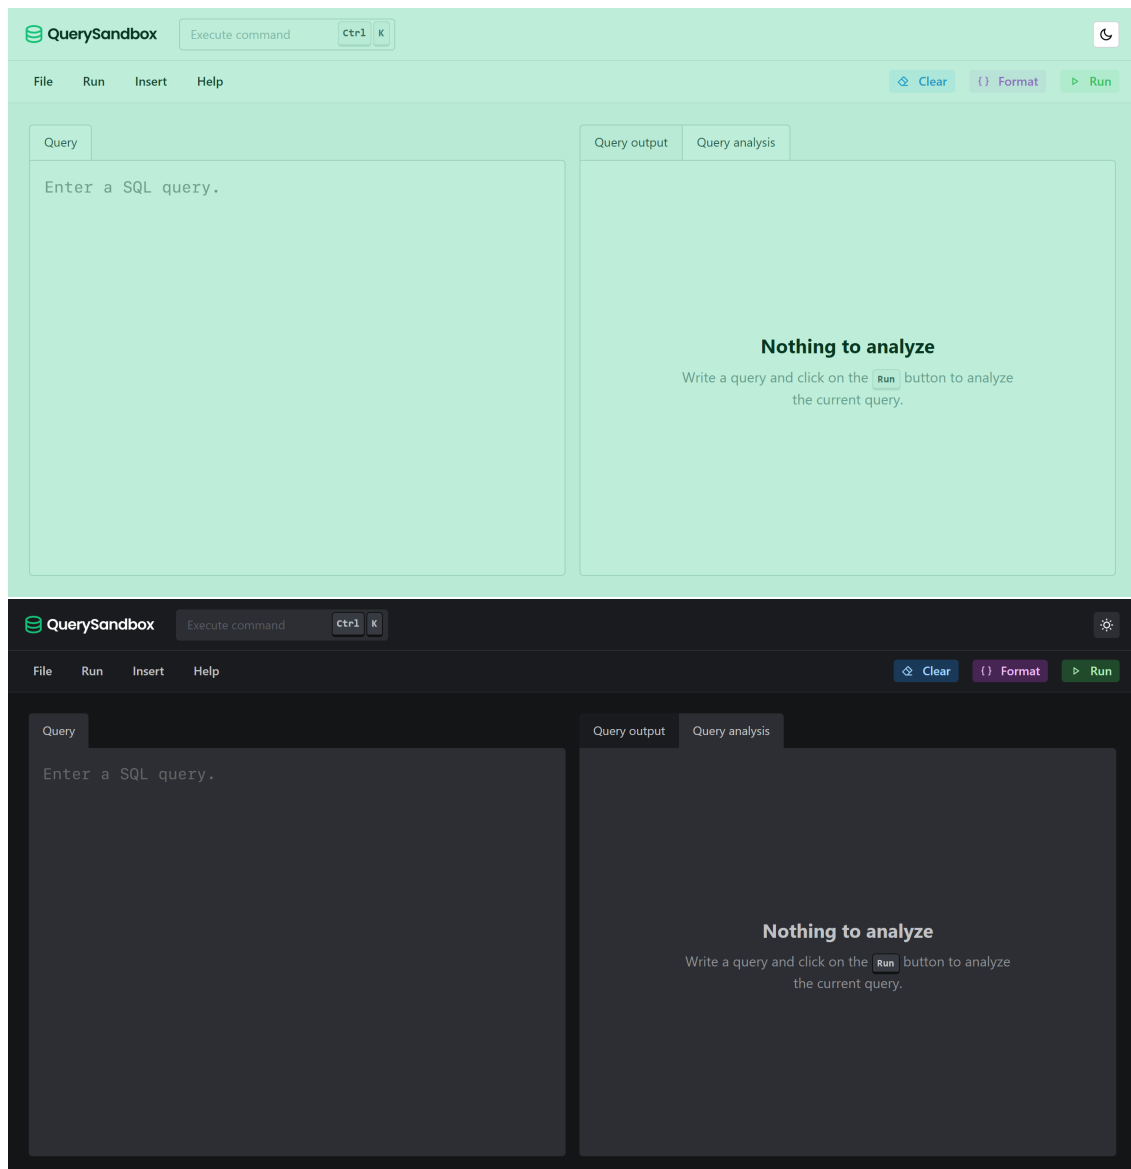 QuerySandbox Execute command Ctrl K
File Run Insert Help Clear {} Format Run
Query Query output Query analysis
Enter a SQL query.
Nothing to analyze
Write a query and click on the Run button to analyze
the current query.
QuerySandbox Execute command Ctrl K
File Run Insert Help Clear {} Format Run
Query Query output Query analysis
Enter a SQL query.
Nothing to analyze
Write a query and click on the Run button to analyze
the current query.